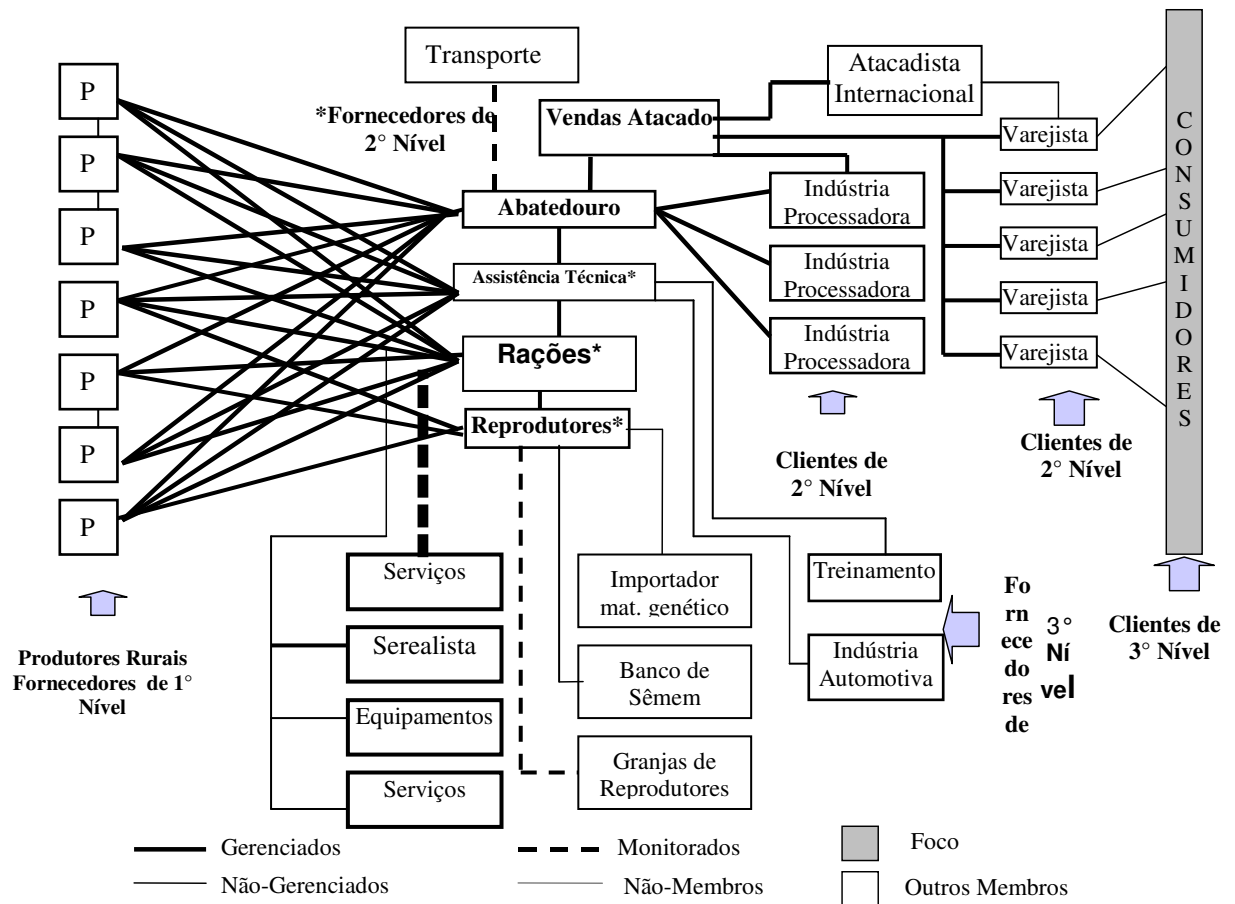 Transporte
*Fornecedores de
2° Nível
Vendas Atacado
Atacadista
Internacional
P
P
P
P
P
P
P
Abatedouro
Assistência Técnica*
Rações*
Reprodutores*
Indústria
Processadora
Indústria
Processadora
Indústria
Processadora
Varejista
Varejista
Varejista
Varejista
Varejista
C
O
N
S
U
M
I
D
O
R
E
S
Clientes de
2° Nível
Clientes de
2° Nível
Clientes de
3° Nível
Produtores Rurais
Fornecedores de 1°
Nível
Serviços
Serealista
Equipamentos
Serviços
Importador
mat. genético
Banco de
Sêmem
Granjas de
Reprodutores
Treinamento
Indústria
Automotiva
Fo
rn
ece
do
res
de
3°
Ní
vel
Gerenciados
Não-Gerenciados
Monitorados
Não-Membros
Foco
Outros Membros